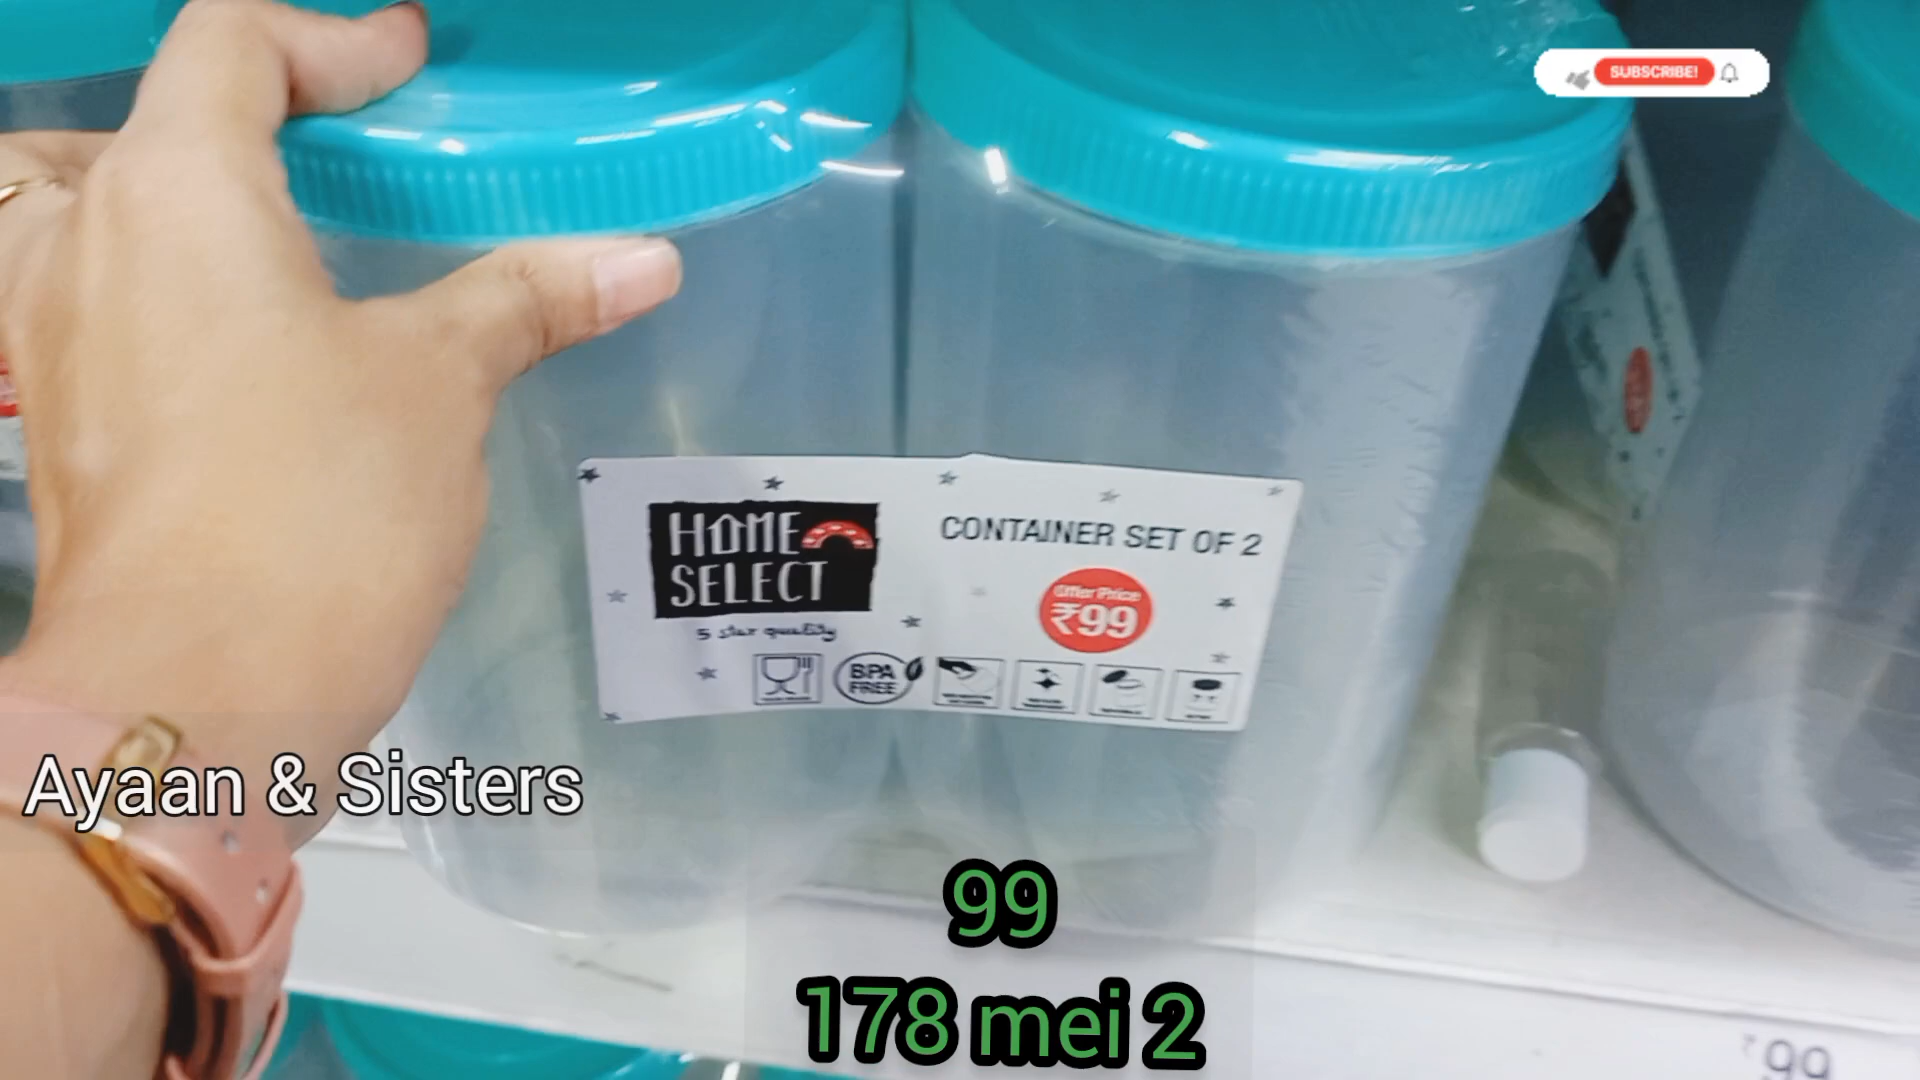 SUBSCRIBE!
HOME
SELECT
5 star quality
CONTAINER SET OF 2
Offer Price
₹99
BPA
FREE
Ayaan & Sisters
99
178 mei 2
₹99